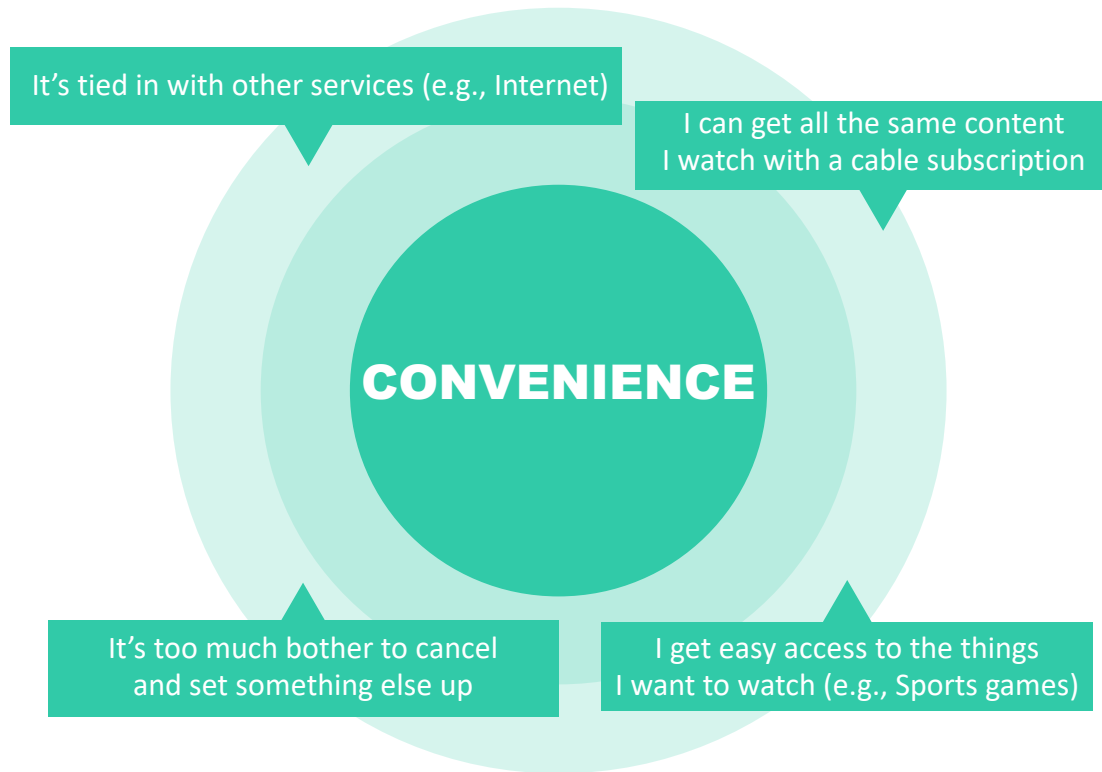 It’s tied in with other services (e.g., Internet)
I can get all the same content
I watch with a cable subscription
CONVENIENCE
It’s too much bother to cancel
and set something else up
I get easy access to the things
I want to watch (e.g., Sports games)